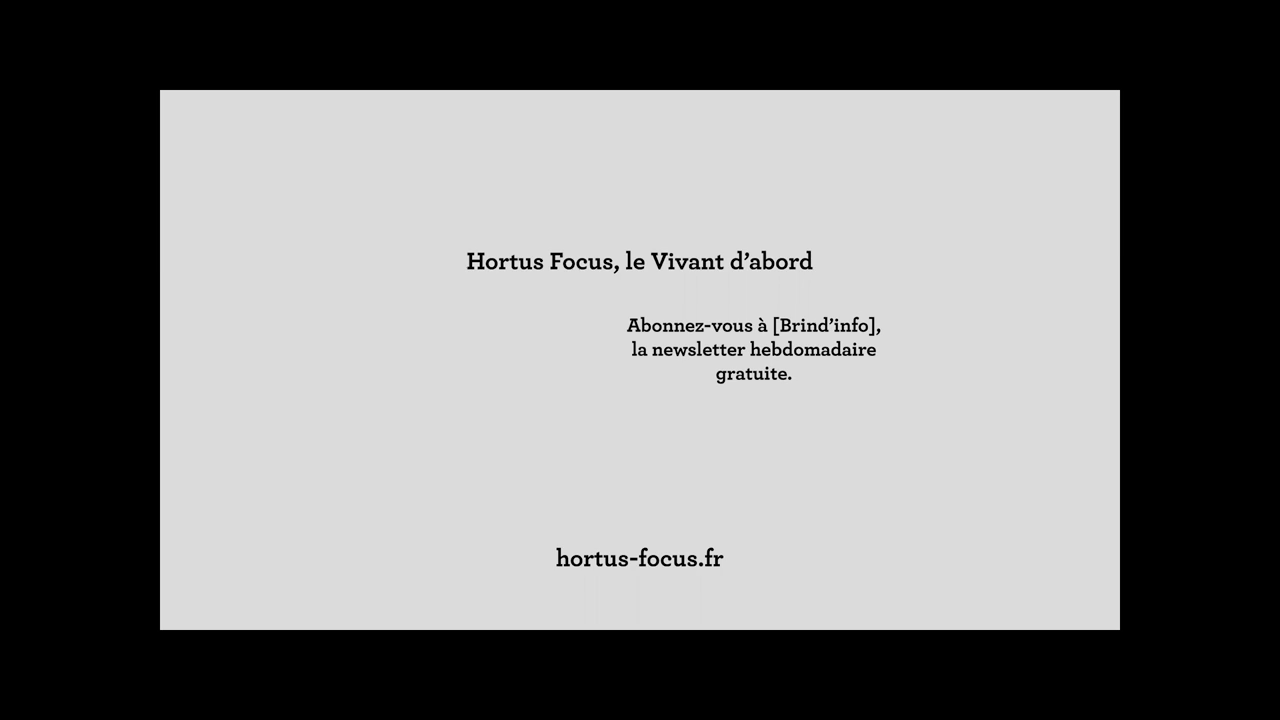 Hortus Focus, le Vivant d’abord
Abonnez-vous à [Brind’info],
la newsletter hebdomadaire
gratuite.
hortus-focus.fr